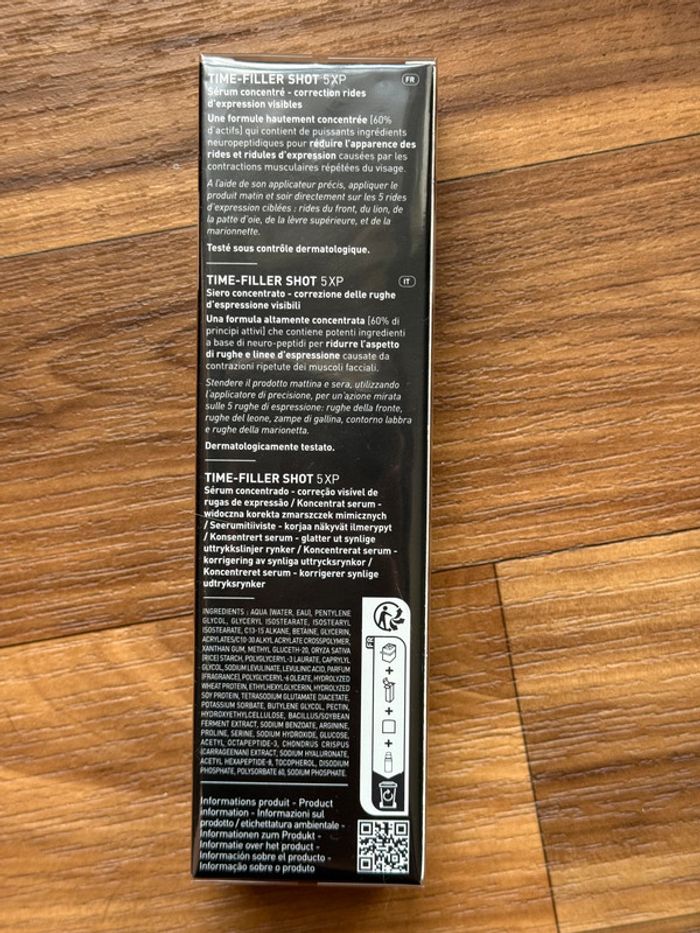 TIME-FILLER SHOT 5XP FR
Sérum concentré - correction rides
d'expression visibles
Une formule hautement concentrée [60%
d'actifs] qui contient de puissants ingrédients
neuropeptidiques pour réduire l'apparence des
rides et ridules d'expression causées par les
contractions musculaires répétées du visage.
A l'aide de son applicateur précis, appliquer le
produit matin et soir directement sur les 5 rides
d'expression ciblées : rides du front, du lion, de
la patte d'oie, de la lèvre supérieure, et de la
marionnette.
Testé sous contrôle dermatologique.
TIME-FILLER SHOT 5XP IT
Siero concentrato - correzione delle rughe
d'espressione visibili
Una formula altamente concentrata [60% di
principi attivi] che contiene potenti ingredienti
a base di neuro-peptidi per ridurre l'aspetto
di rughe e linee d'espressione causate da
contrazioni ripetute dei muscoli facciali.
Stendere il prodotto mattina e sera, utilizzando
l'applicatore di precisione, per un'azione mirata
sulle 5 rughe di espressione: rughe della fronte,
rughe del leone, zampe di gallina, contorno labbra
e rughe della marionetta.
Dermatologicamente testato.
TIME-FILLER SHOT 5XP
Sérum concentrado - correção visível de
rugas de expressão / Koncentrat serum -
widoczna korekta zmarszczek mimicznych
/ Seerumitiiviste - korjaa näkyvät ilmerypyt
/ Konsentrert serum - glatter ut synlige
uttrykkslinjer rynker / Koncentrerat serum -
korrigering av synliga uttrycksrynkor /
Koncentreret serum - korrigerer synlige
udtryksrynker
INGREDIENTS : AQUA [WATER, EAU], PENTYLENE
GLYCOL, GLYCERYL ISOSTEARATE, ISOSTEARYL
ISOSTEARATE, C13-15 ALKANE, BETAINE, GLYCERIN,
ACRYLATES/C10-30 ALKYL ACRYLATE CROSSPOLYMER,
XANTHAN GUM, METHYL GLUCETH-20, ORYZA SATIVA
[RICE] STARCH, POLYGLYCERYL-3 LAURATE, CAPRYLYL
GLYCOL, SODIUM LEVULINATE, LEVULINIC ACID, PARFUM
[FRAGRANCE], POLYGLYCERYL-6 OLEATE, HYDROLYZED
WHEAT PROTEIN, ETHYLHEXYLGLYCERIN, HYDROLYZED
SOY PROTEIN, TETRASODIUM GLUTAMATE DIACETATE,
POTASSIUM SORBATE, BUTYLENE GLYCOL, PECTIN,
HYDROXYETHYLCELLULOSE, BACILLUS/SOYBEAN
FERMENT EXTRACT, SODIUM BENZOATE, ARGININE,
PROLINE, SERINE, SODIUM HYDROXIDE, GLUCOSE,
ACETYL OCTAPEPTIDE-3, CHONDRUS CRISPUS
[CARRAGEENAN] EXTRACT, SODIUM HYALURONATE,
ACETYL HEXAPEPTIDE-8, TOCOPHEROL, DISODIUM
PHOSPHATE, POLYSORBATE 60, SODIUM PHOSPHATE.
FR
+
+
+
+
Informations produit - Product
information - Informazioni sul
prodotto / etichettatura ambientale -
Informationen zum Produkt -
Informatie over het product -
Información sobre el producto -
Informação sobre o produto